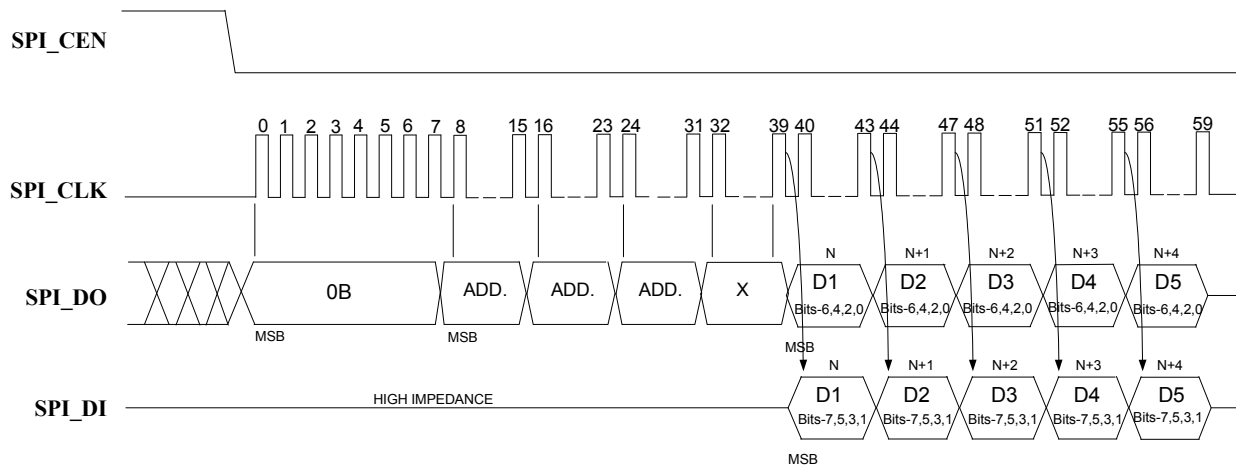 SPI_CEN
0 1 2 3 4 5 6 7 8 15 16 23 24 31 32 39 40 43 44 47 48 51 52 55 56 59
SPI_CLK
N N+1 N+2 N+3 N+4
SPI_DO
0B ADD. ADD. ADD. X D1 D2 D3 D4 D5
Bits-6,4,2,0 Bits-6,4,2,0 Bits-6,4,2,0 Bits-6,4,2,0 Bits-6,4,2,0
MSB MSB MSB
N N+1 N+2 N+3 N+4
SPI_DI
HIGH IMPEDANCE D1 D2 D3 D4 D5
Bits-7,5,3,1 Bits-7,5,3,1 Bits-7,5,3,1 Bits-7,5,3,1 Bits-7,5,3,1
MSB